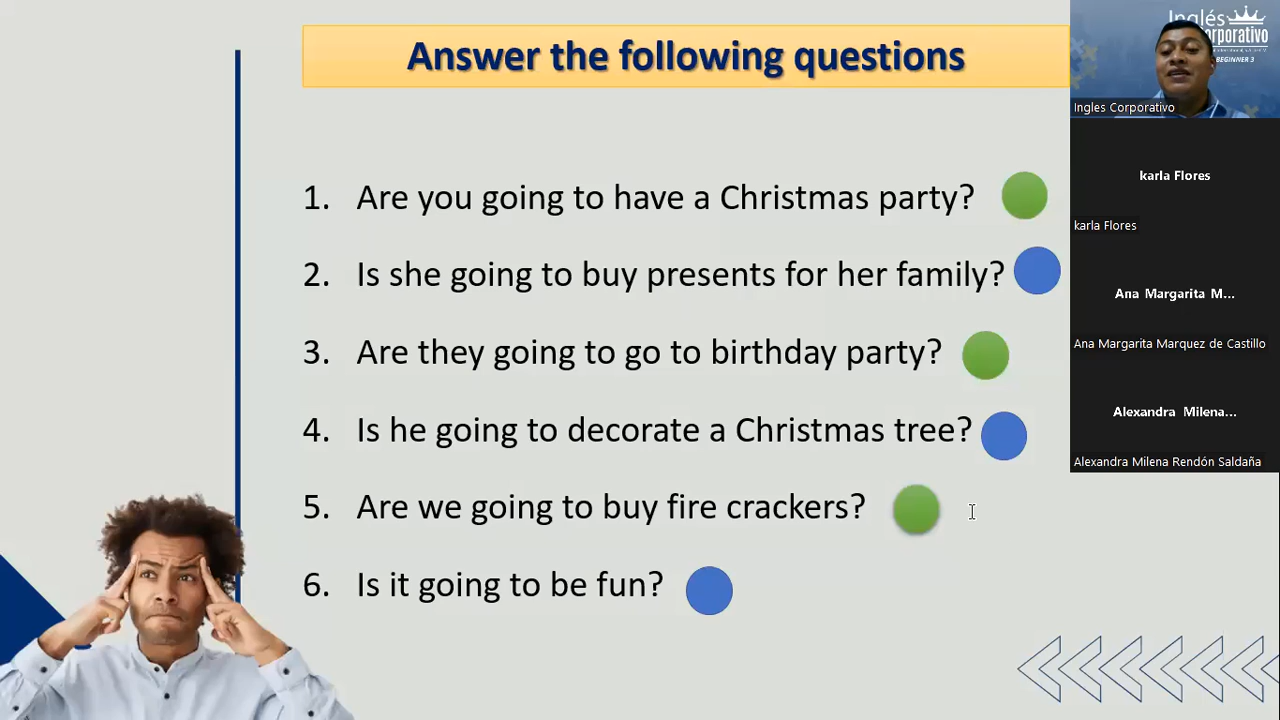 Answer the following questions
1. Are you going to have a Christmas party?
2. Is she going to buy presents for her family?
3. Are they going to go to birthday party?
4. Is he going to decorate a Christmas tree?
5. Are we going to buy fire crackers?
6. Is it going to be fun?
Inglés
Corporativo
BEGINNER 3
Ingles Corporativo
karla Flores
karla Flores
Ana Margarita M...
Ana Margarita Marquez de Castillo
Alexandra Milena...
Alexandra Milena Rendón Saldaña